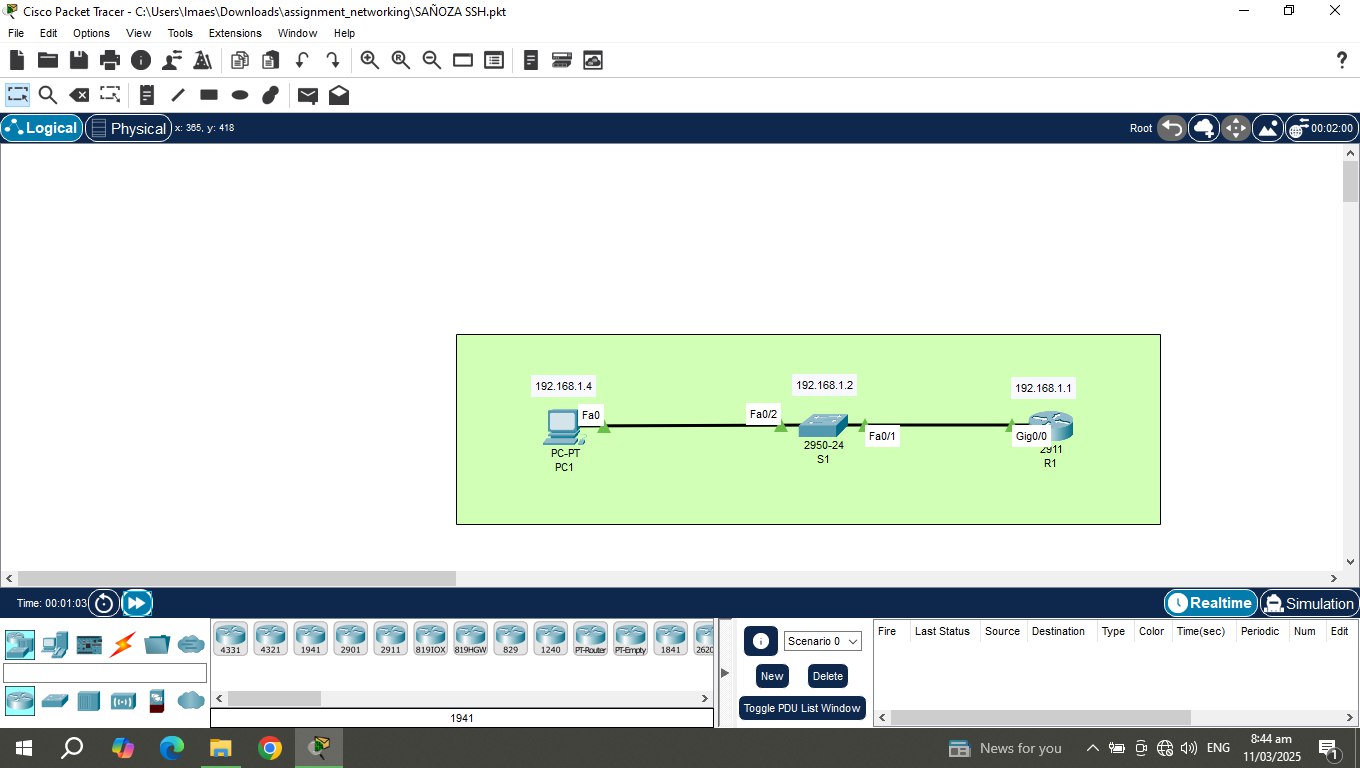 Cisco Packet Tracer - C:\Users\Imaes\Downloads\assignment_networking\SAÑOZA SSH.pkt
File Edit Options View Tools Extensions Window Help
Logical Physical x: 365, y: 418 Root 00:02:00
192.168.1.4 192.168.1.2 192.168.1.1
Fa0 Fa0/2 Fa0/1 Gig0/0
PC-PT 2950-24 2911
PC1 S1 R1
Time: 00:01:03 Realtime Simulation
4331 4321 1941 2901 2911 819IOX 819HGW 829 1240 PT-Router PT-Empty 1841 2620
1941
Scenario 0
New Delete
Toggle PDU List Window
Fire Last Status Source Destination Type Color Time(sec) Periodic Num Edit
News for you ENG 8:44 am
11/03/2025
1